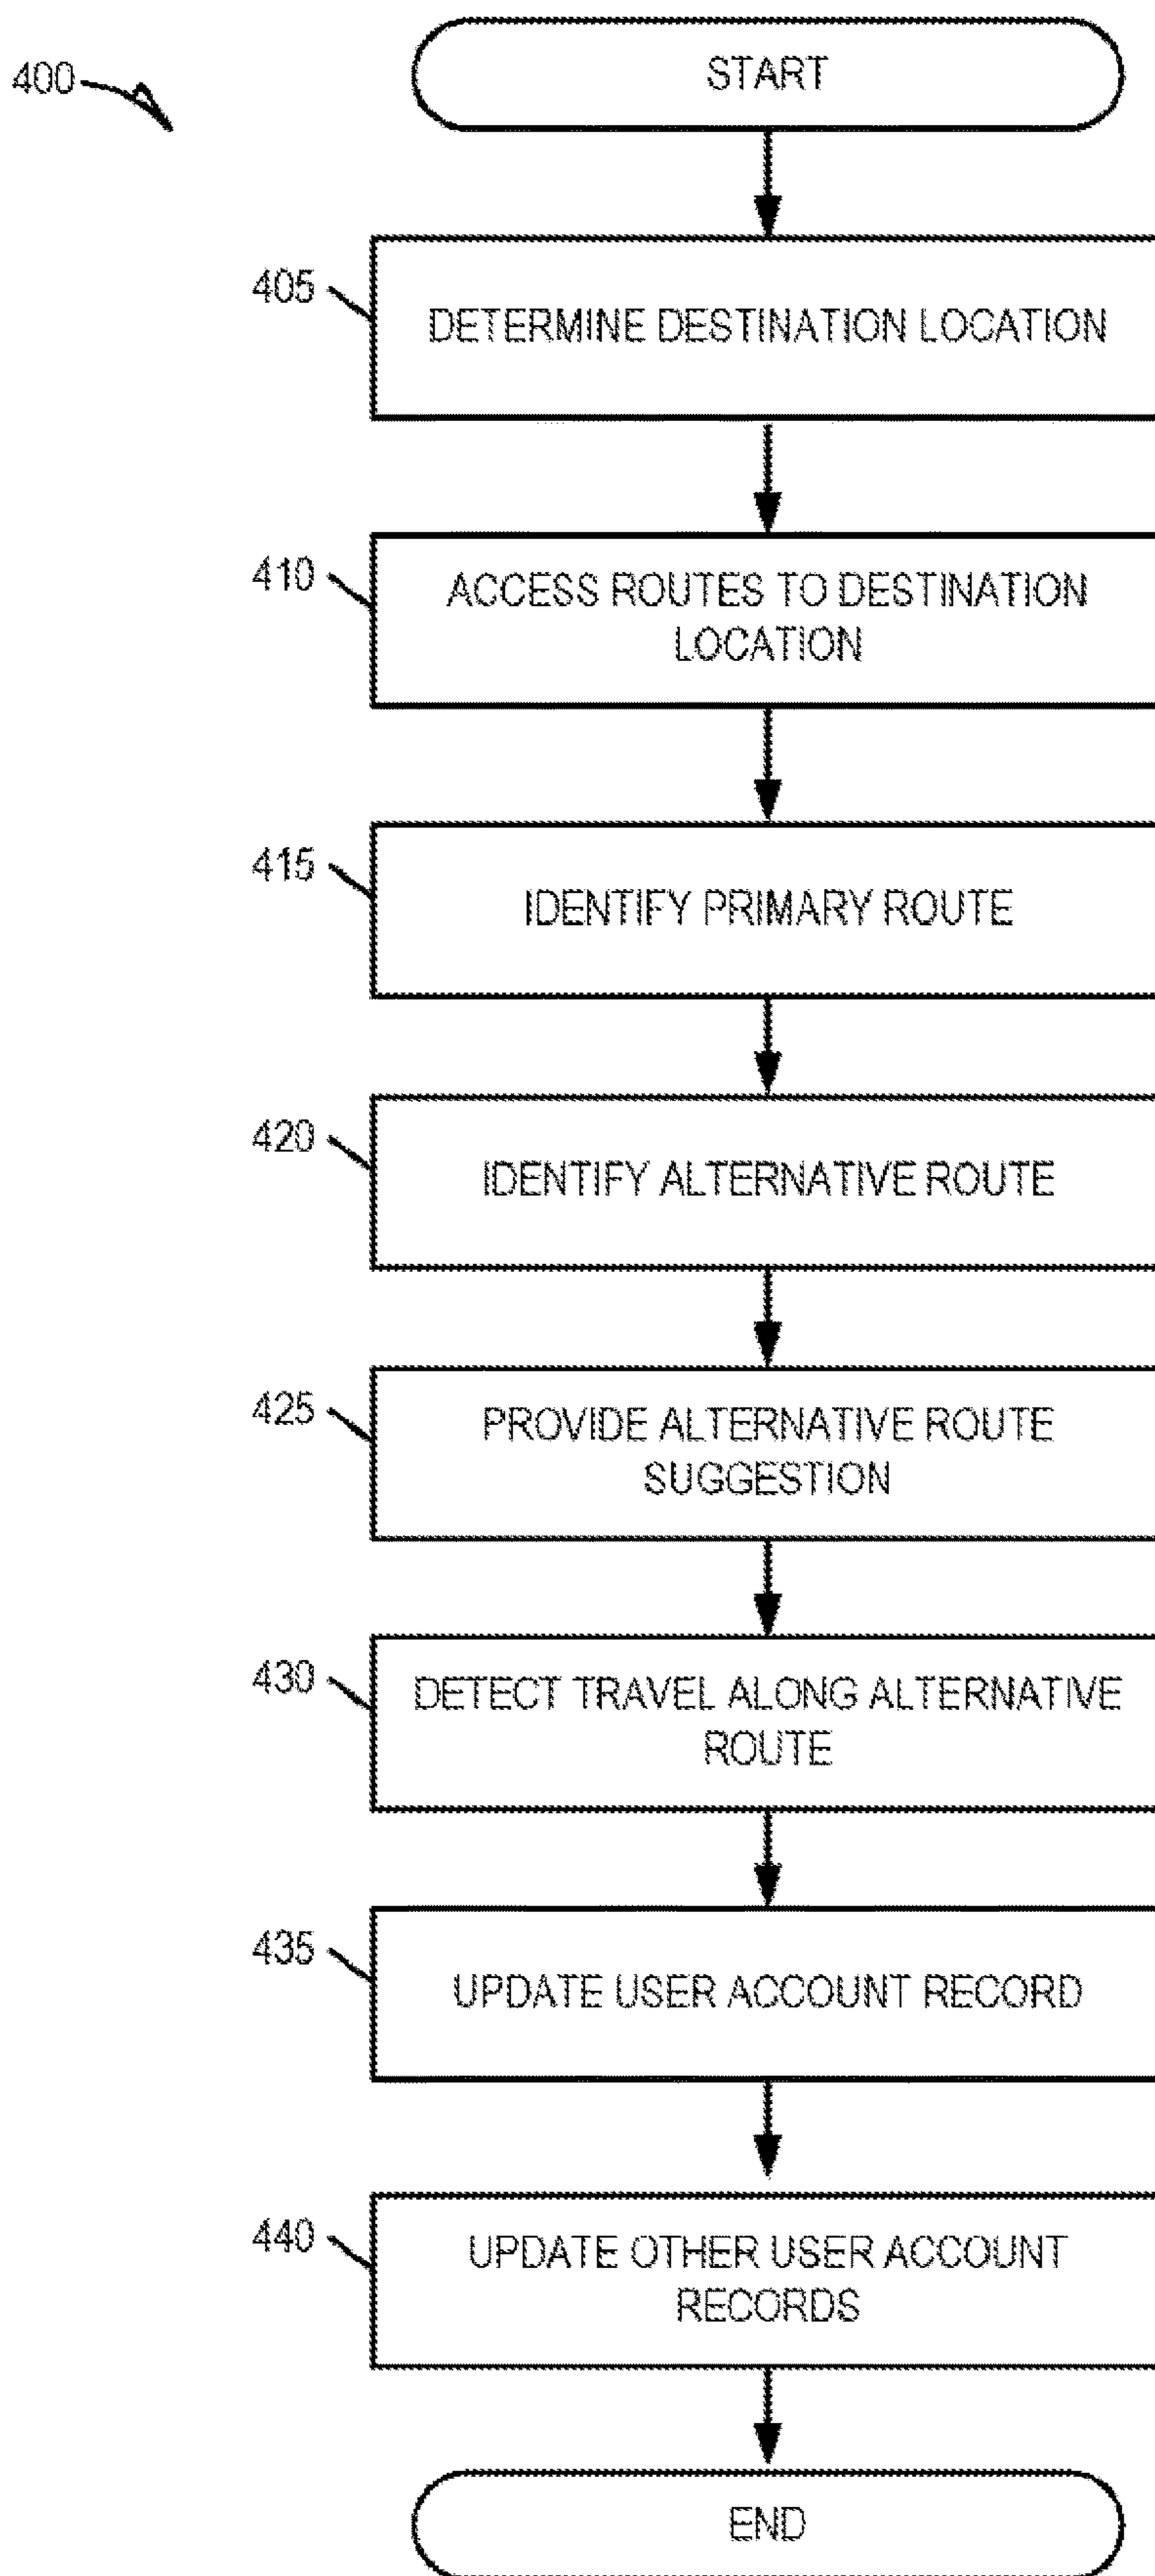 400
START
405
DETERMINE DESTINATION LOCATION
410
ACCESS ROUTES TO DESTINATION
LOCATION
415
IDENTIFY PRIMARY ROUTE
420
IDENTIFY ALTERNATIVE ROUTE
425
PROVIDE ALTERNATIVE ROUTE
SUGGESTION
430
DETECT TRAVEL ALONG ALTERNATIVE
ROUTE
435
UPDATE USER ACCOUNT RECORD
440
UPDATE OTHER USER ACCOUNT
RECORDS
END